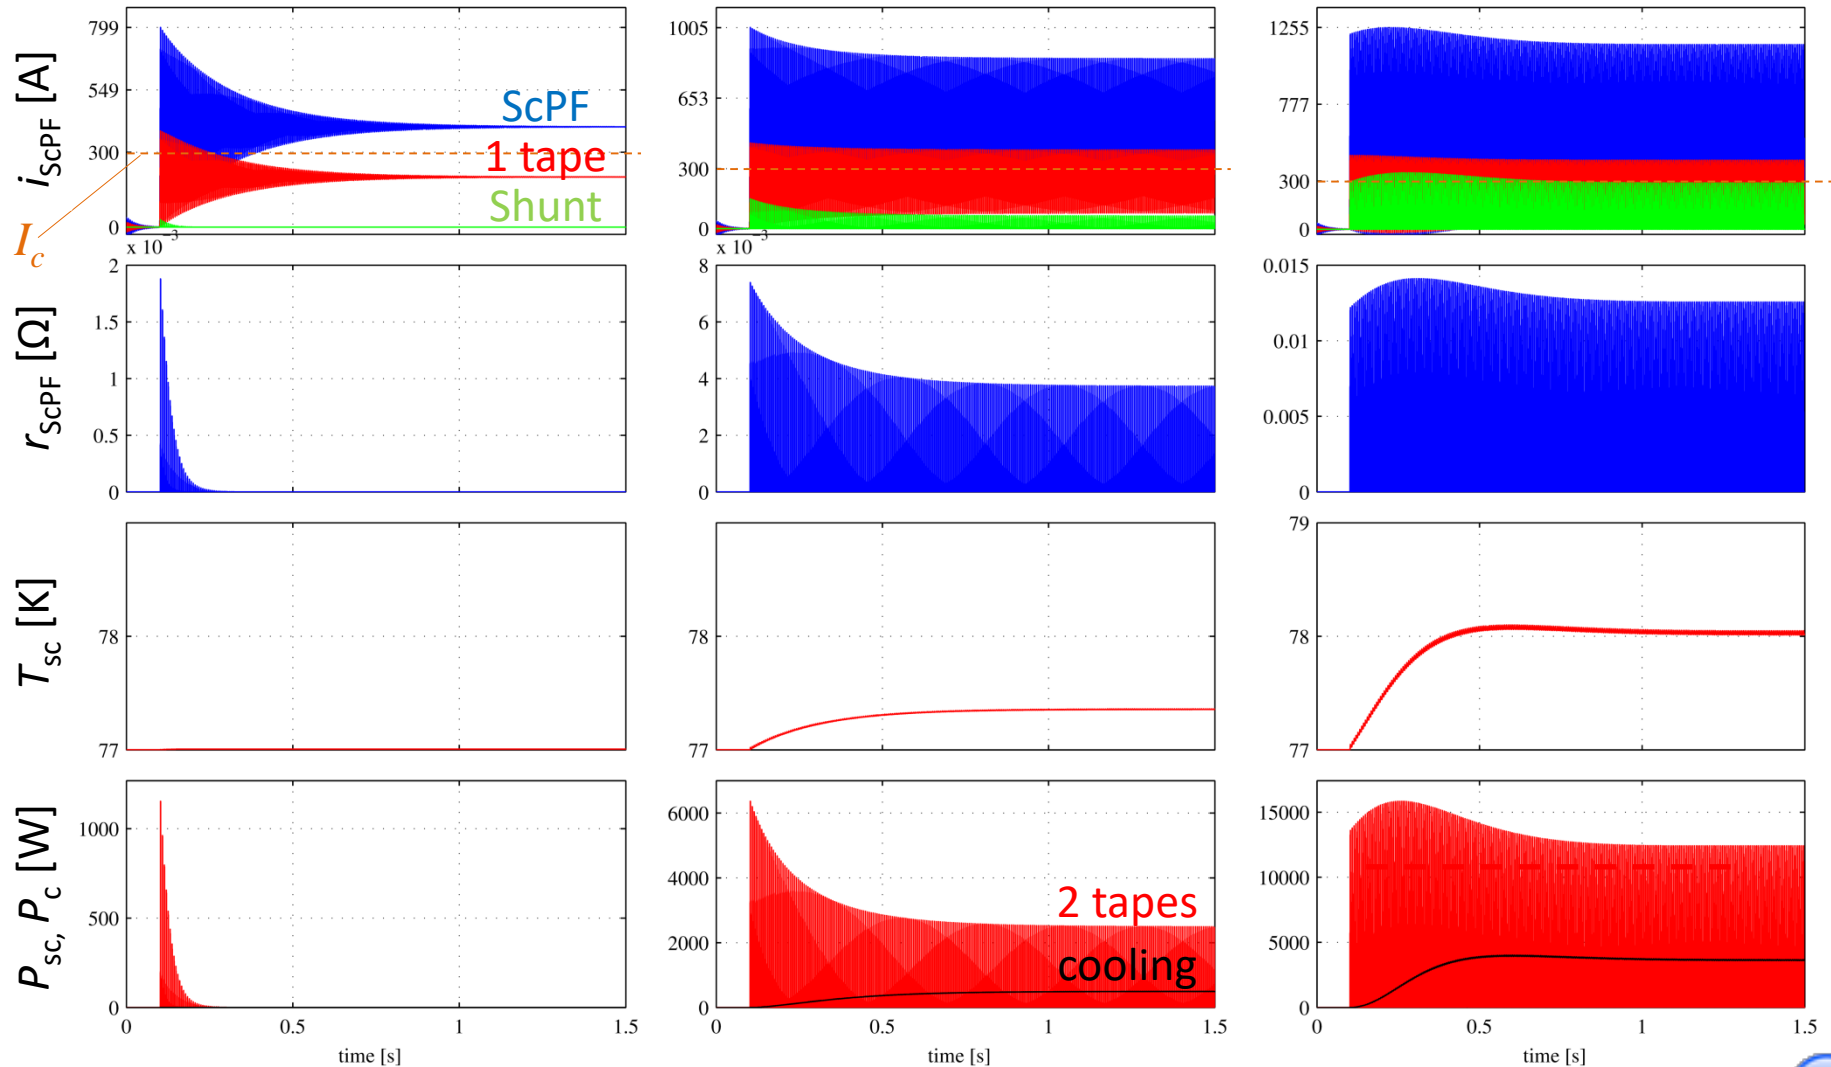 i_ScPF [A]
799
549
300
0
ScPF
1 tape
Shunt
I_c
x 10^-3
1005
653
300
0
x 10^-3
1255
777
300
0
r_ScPF [Ω]
2
1.5
1
0.5
0
8
6
4
2
0
0.015
0.01
0.005
0
T_sc [K]
78
77
78
77
79
78
77
P_sc, P_c [W]
1000
500
0
6000
4000
2000
0
2 tapes
cooling
15000
10000
5000
0
0 0.5 1 1.5
0 0.5 1 1.5
0 0.5 1 1.5
time [s]
time [s]
time [s]